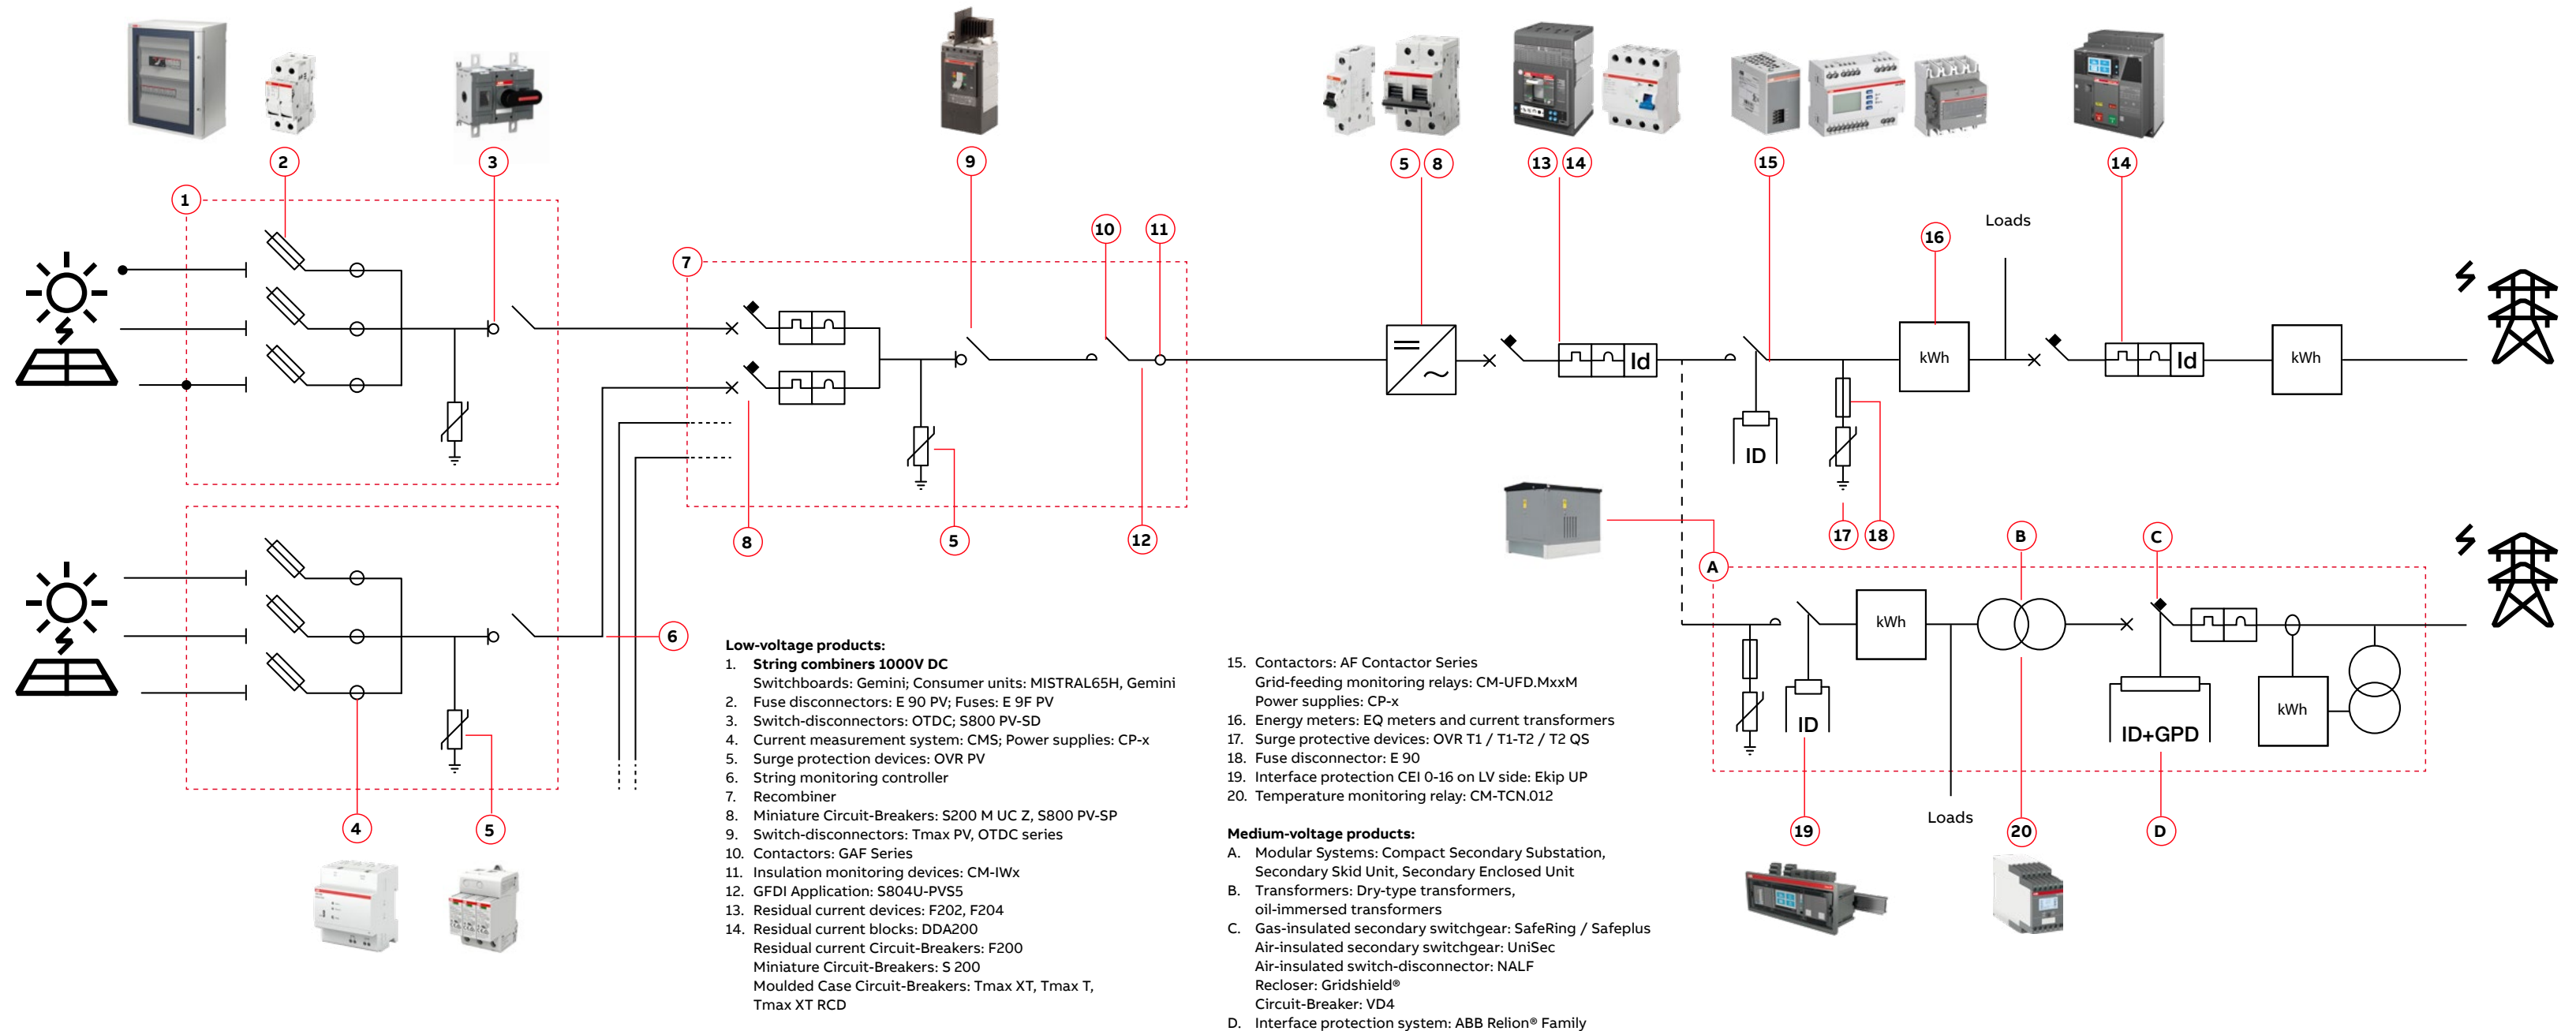 2
3
9
5
8
13
14
15
14
1
10
11
16
Loads
7
kWh
Id
Id
kWh
ID
8
5
12
17
18
B
C
A
6
kWh
ID
ID+GPD
kWh
Loads
4
5
19
20
D
Low-voltage products:
1. String combiners 1000V DC
Switchboards: Gemini; Consumer units: MISTRAL65H, Gemini
2. Fuse disconnectors: E 90 PV; Fuses: E 9F PV
3. Switch-disconnectors: OTDC; S800 PV-SD
4. Current measurement system: CMS; Power supplies: CP-x
5. Surge protection devices: OVR PV
6. String monitoring controller
7. Recombiner
8. Miniature Circuit-Breakers: S200 M UC Z, S800 PV-SP
9. Switch-disconnectors: Tmax PV, OTDC series
10. Contactors: GAF Series
11. Insulation monitoring devices: CM-IWx
12. GFDI Application: S804U-PVS5
13. Residual current devices: F202, F204
14. Residual current blocks: DDA200
Residual current Circuit-Breakers: F200
Miniature Circuit-Breakers: S 200
Moulded Case Circuit-Breakers: Tmax XT, Tmax T,
Tmax XT RCD
15. Contactors: AF Contactor Series
Grid-feeding monitoring relays: CM-UFD.MxxM
Power supplies: CP-x
16. Energy meters: EQ meters and current transformers
17. Surge protective devices: OVR T1 / T1-T2 / T2 QS
18. Fuse disconnector: E 90
19. Interface protection CEI 0-16 on LV side: Ekip UP
20. Temperature monitoring relay: CM-TCN.012
Medium-voltage products:
A. Modular Systems: Compact Secondary Substation,
Secondary Skid Unit, Secondary Enclosed Unit
B. Transformers: Dry-type transformers,
oil-immersed transformers
C. Gas-insulated secondary switchgear: SafeRing / Safeplus
Air-insulated secondary switchgear: UniSec
Air-insulated switch-disconnector: NALF
Recloser: Gridshield®
Circuit-Breaker: VD4
D. Interface protection system: ABB Relion® Family